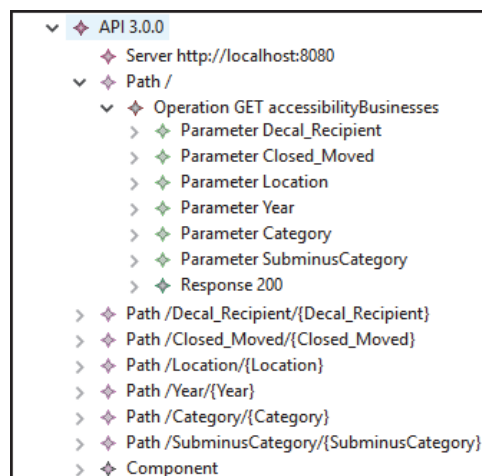 API 3.0.0
Server http://localhost:8080
Path /
Operation GET accessibilityBusinesses
Parameter Decal_Recipient
Parameter Closed_Moved
Parameter Location
Parameter Year
Parameter Category
Parameter SubminusCategory
Response 200
Path /Decal_Recipient/{Decal_Recipient}
Path /Closed_Moved/{Closed_Moved}
Path /Location/{Location}
Path /Year/{Year}
Path /Category/{Category}
Path /SubminusCategory/{SubminusCategory}
Component